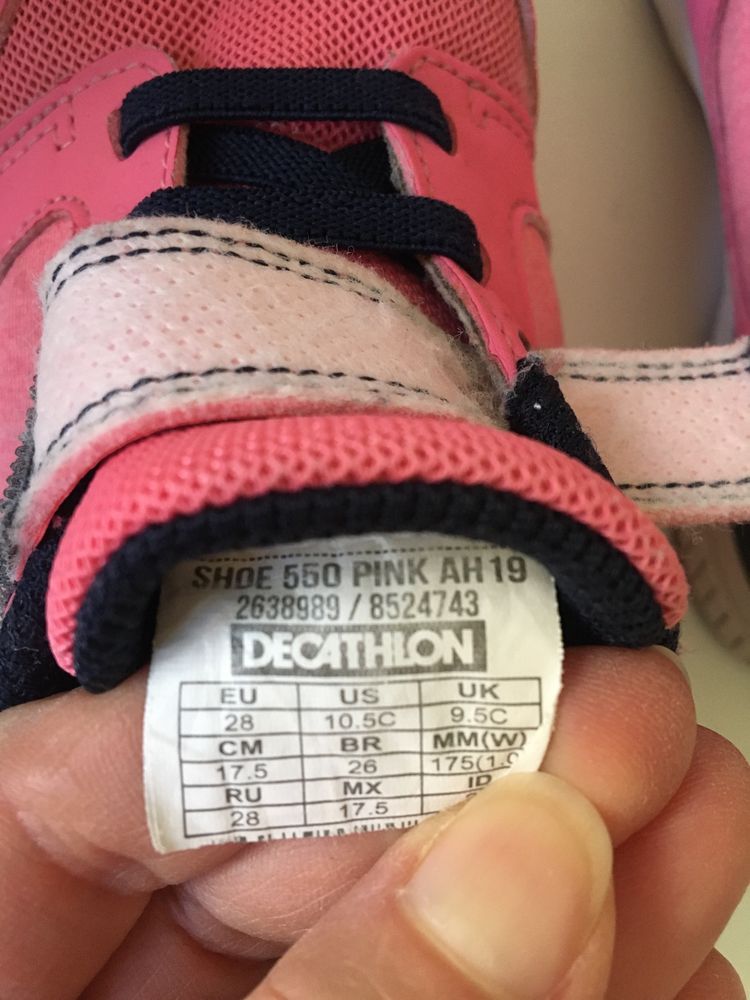 SHOE 550 PINK AH19
2638989 / 8524743
DECATHLON
EU US UK
28 10.5C 9.5C
CM BR MM(W)
17.5 26
RU MX ID
28 17.5